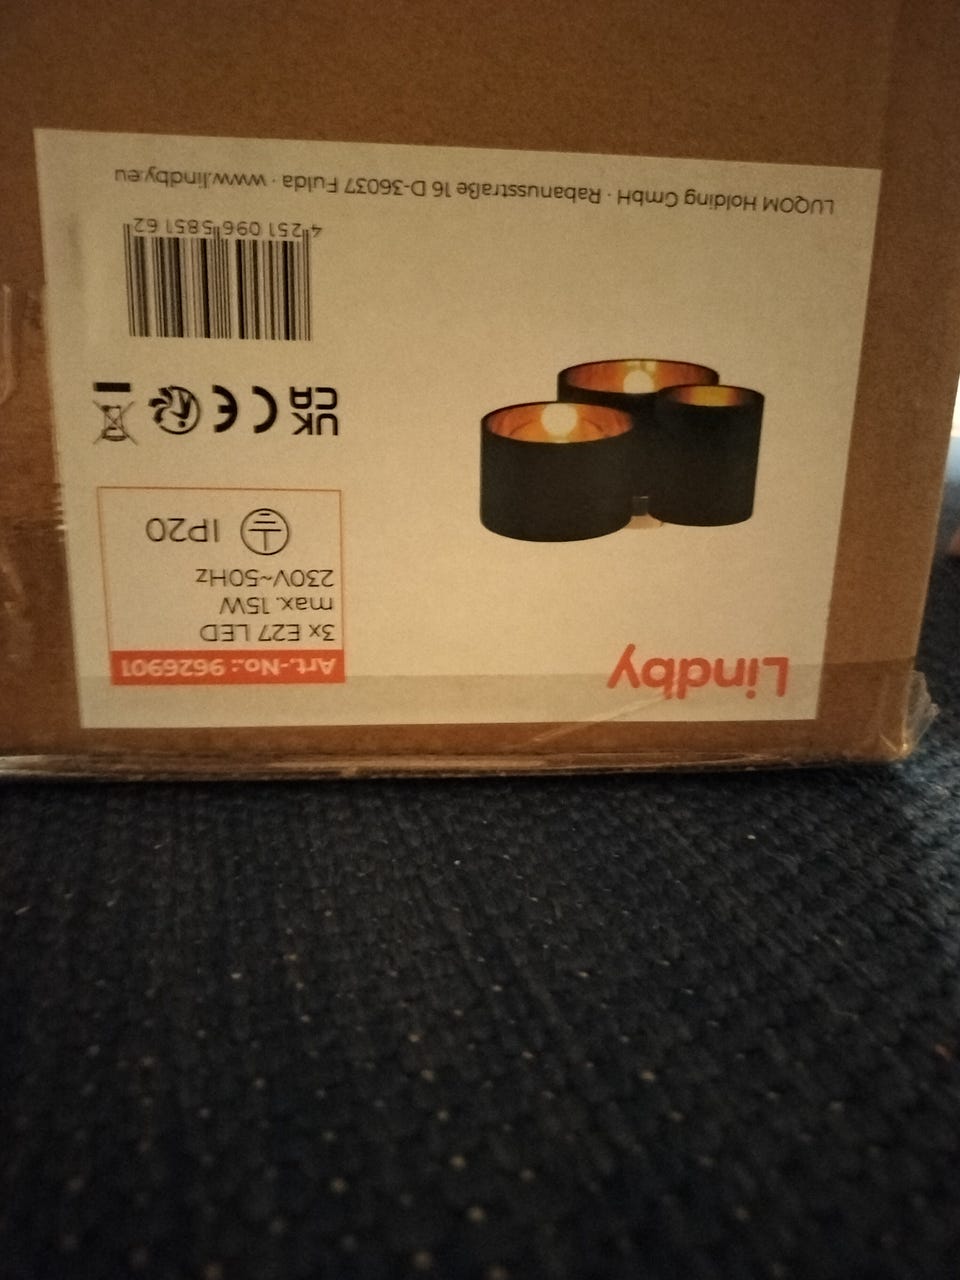 Lindby
Art.-No.: 9626901
3x E27 LED
max. 15W
230V~50Hz
IP20
UK
CA
CE
4 251096 585162
LUQOM Holding GmbH · Rabanusstraße 16 D-36037 Fulda · www.lindby.eu